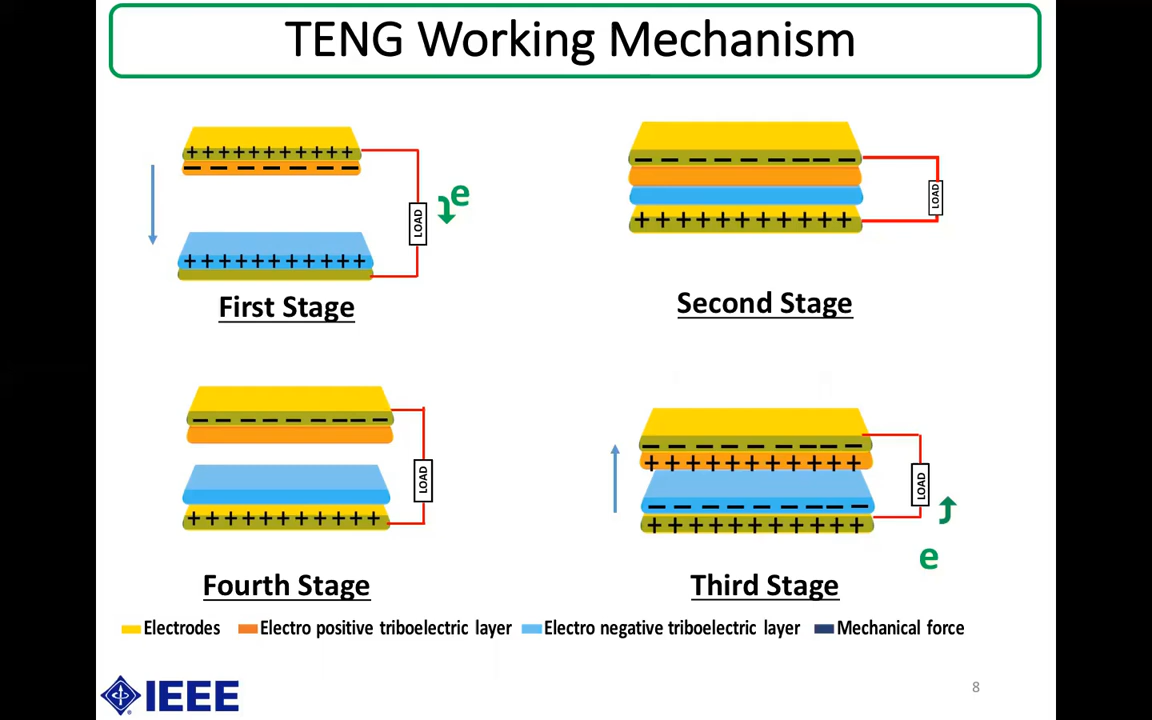 TENG Working Mechanism
+ + + + + + + + + + +
− − − − − − − −
LOAD
e
+ + + + + + + + + + +
First Stage
− − − − − − − − − −
LOAD
+ + + + + + + + + + +
Second Stage
− − − − − − − − − −
LOAD
+ + + + + + + + + + +
Fourth Stage
− − − − − − − − − −
+ + + + + + + + + + +
LOAD
− − − − − − − − − −
+ + + + + + + + + + +
e
Third Stage
Electrodes Electro positive triboelectric layer Electro negative triboelectric layer Mechanical force
IEEE
8